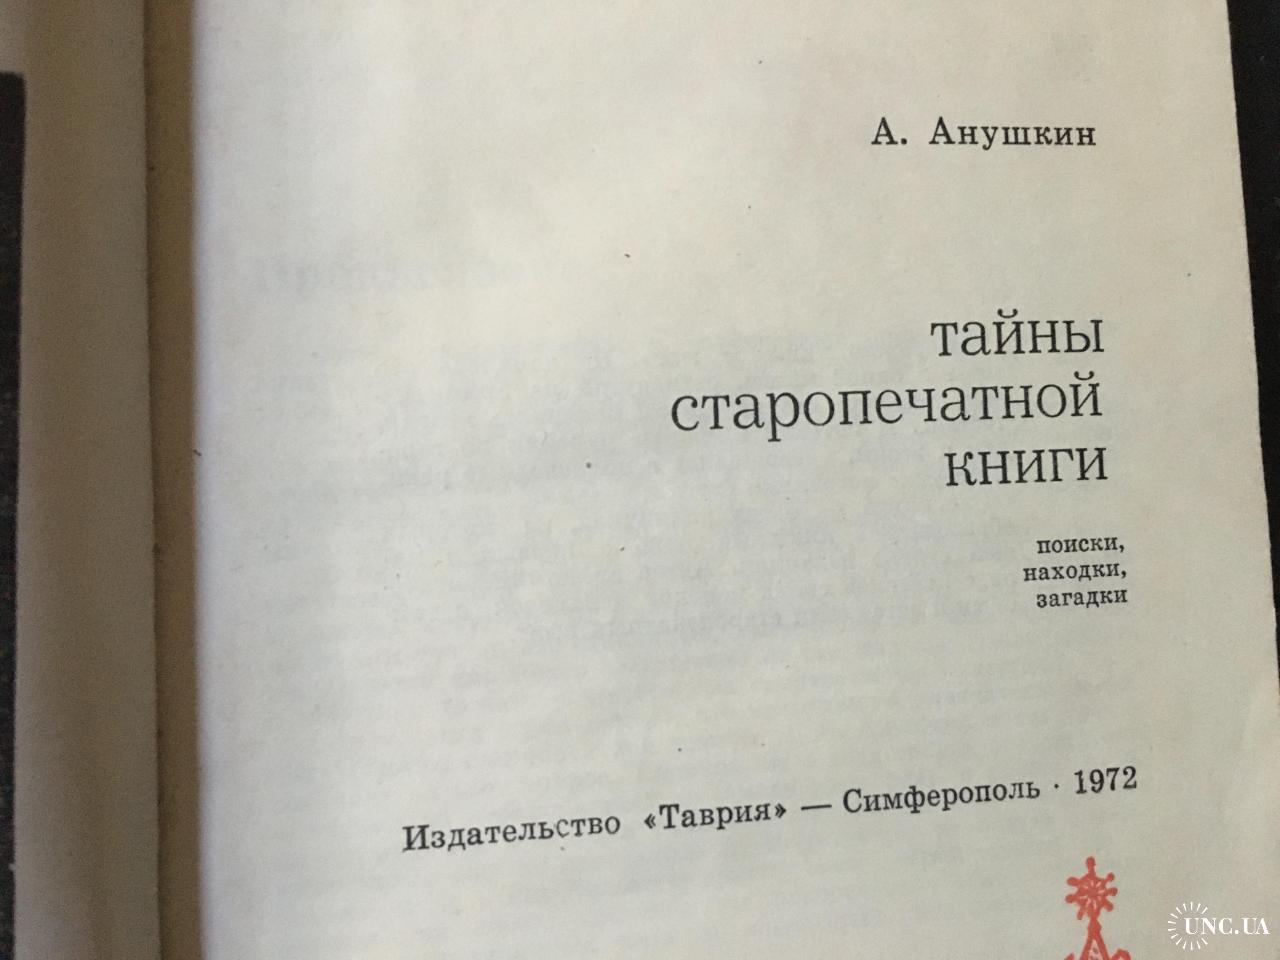 А. Анушкин
тайны
старопечатной
книги
поиски,
находки,
загадки
Издательство «Таврия» — Симферополь · 1972
UNC.UA